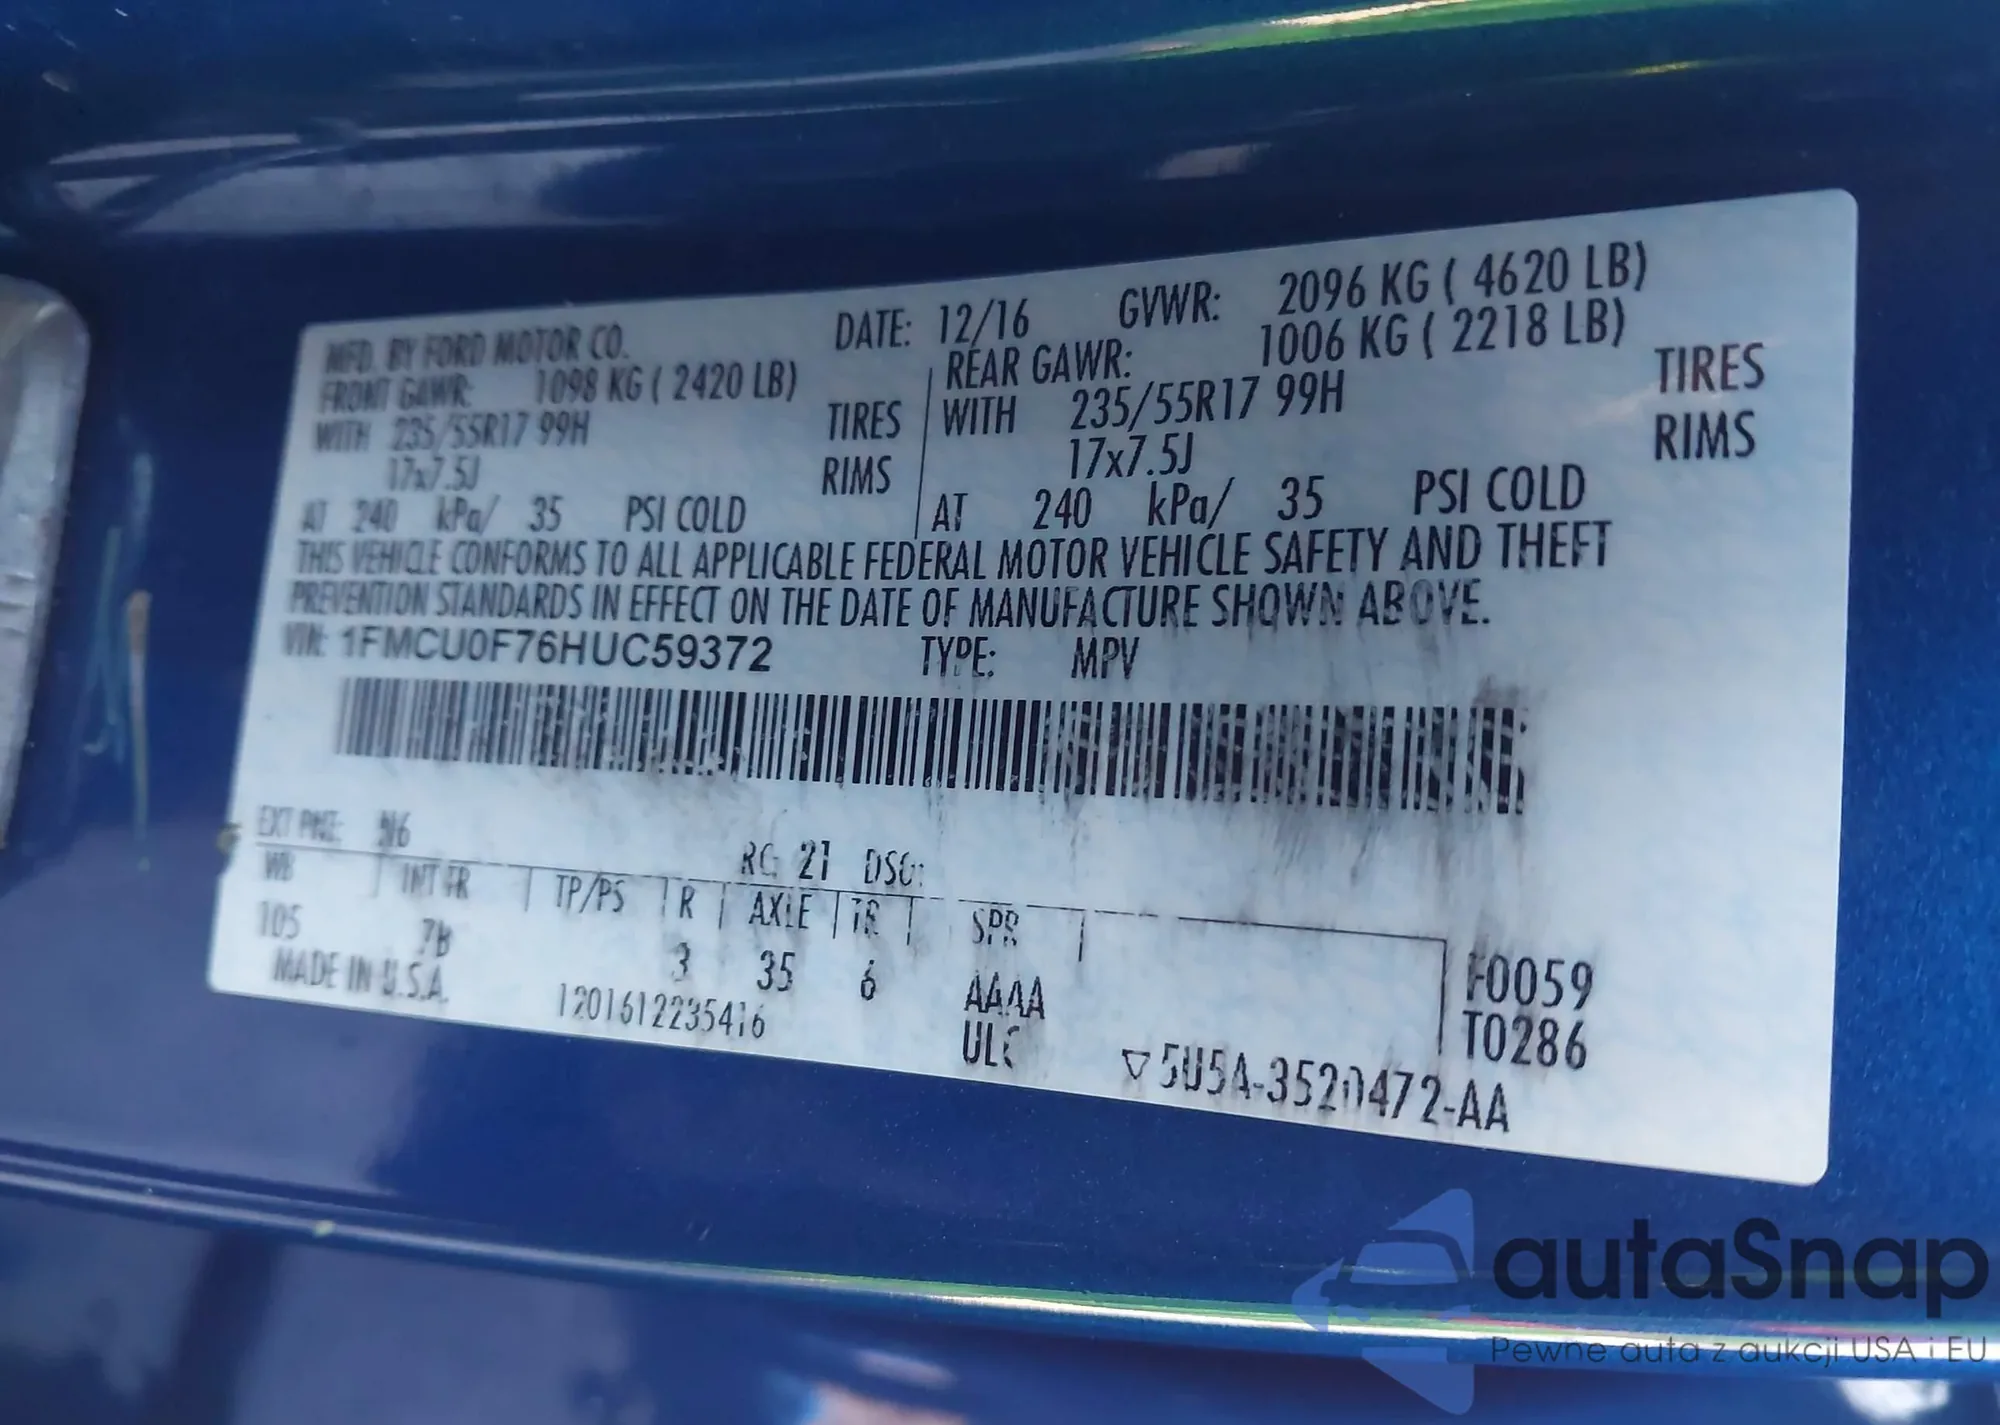 MFD. BY FORD MOTOR CO. DATE: 12/16 GVWR: 2096 KG ( 4620 LB)
FRONT GAWR: 1098 KG ( 2420 LB) REAR GAWR: 1006 KG ( 2218 LB)
WITH 235/55R17 99H TIRES WITH 235/55R17 99H TIRES
17x7.5J RIMS 17x7.5J RIMS
AT 240 kPa/ 35 PSI COLD AT 240 kPa/ 35 PSI COLD
THIS VEHICLE CONFORMS TO ALL APPLICABLE FEDERAL MOTOR VEHICLE SAFETY AND THEFT
PREVENTION STANDARDS IN EFFECT ON THE DATE OF MANUFACTURE SHOWN ABOVE.
VIN: 1FMCU0F76HUC59372 TYPE: MPV
EXT PNT: N6 RC: 21 DSO:
WB INT TR TP/PS R AXLE TR SPR
105 7B 3 35 6 AAAA F0059
MADE IN U.S.A. 1201612235416 ULC T0286
▽5U5A-3520472-AA
autaSnap
Pewne auta z aukcji USA i EU